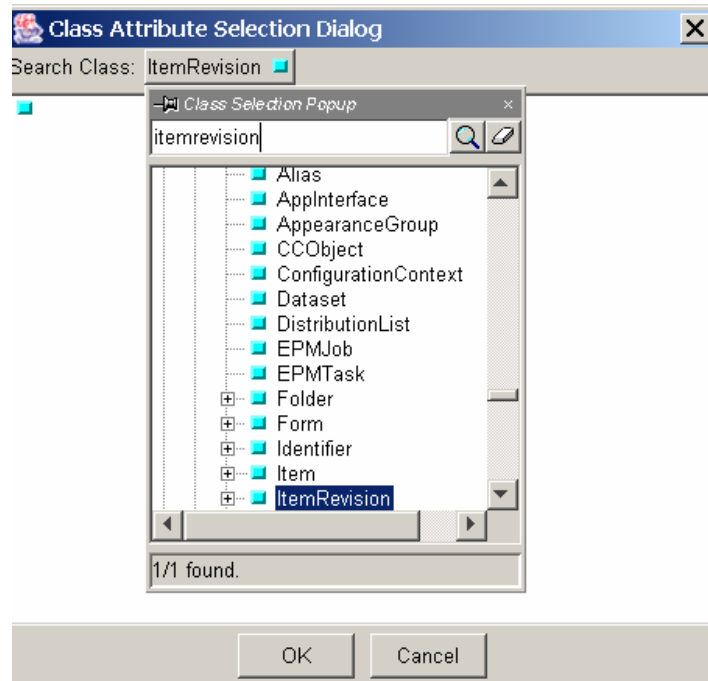 Class Attribute Selection Dialog
Search Class: ItemRevision
Class Selection Popup
itemrevision
Alias
AppInterface
AppearanceGroup
CCObject
ConfigurationContext
Dataset
DistributionList
EPMJob
EPMTask
Folder
Form
Identifier
Item
ItemRevision
1/1 found.
OK Cancel